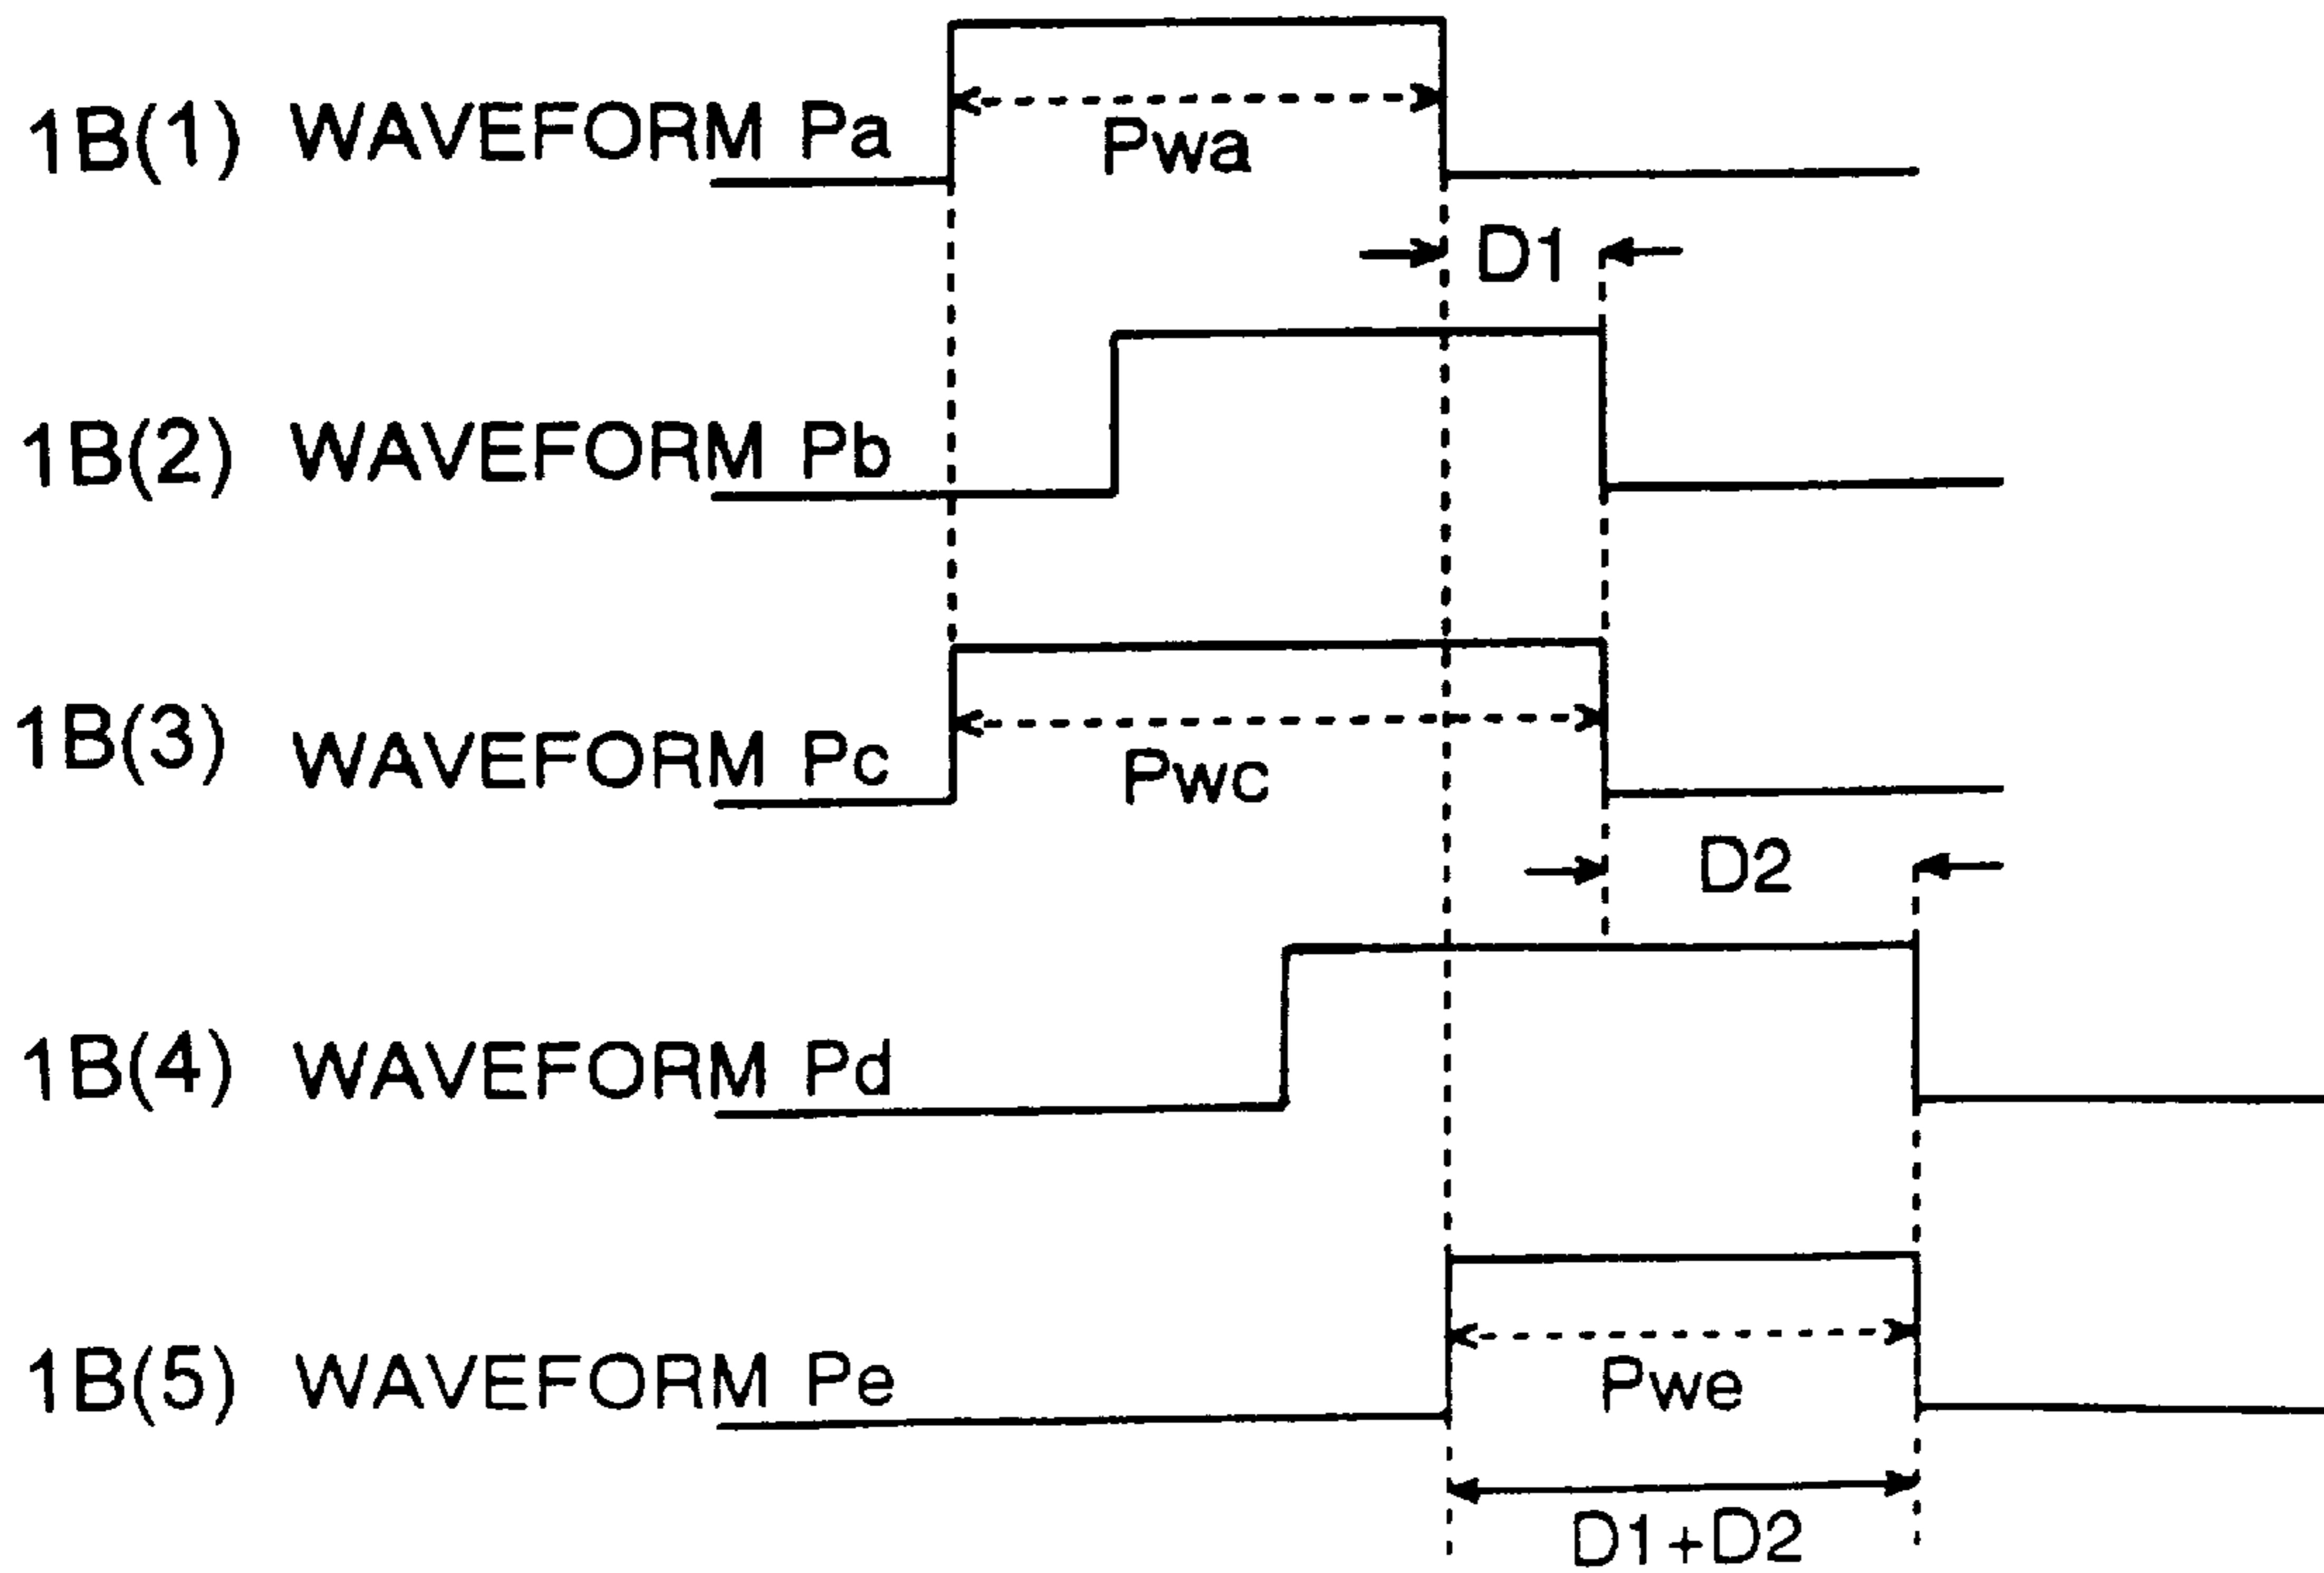 1B(1) WAVEFORM Pa
Pwa
D1
1B(2) WAVEFORM Pb
1B(3) WAVEFORM Pc
Pwc
D2
1B(4) WAVEFORM Pd
1B(5) WAVEFORM Pe
Pwe
D1+D2